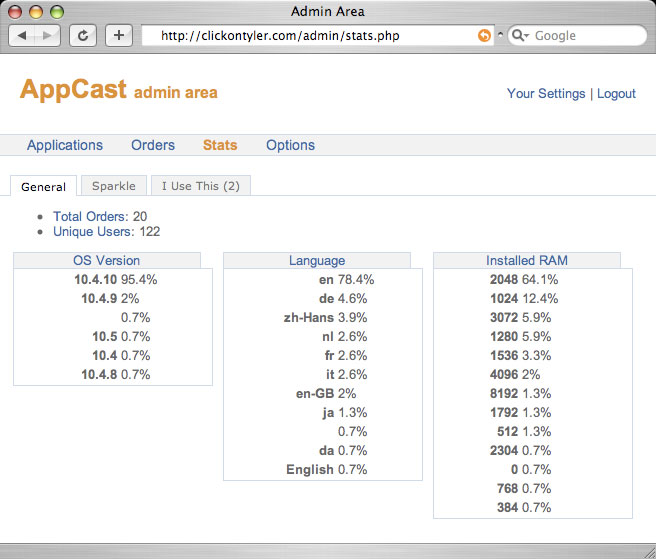 Admin Area
http://clickontyler.com/admin/stats.php
Google
AppCast admin area
Your Settings | Logout
Applications Orders Stats Options
General Sparkle I Use This (2)
Total Orders: 20
Unique Users: 122
OS Version
10.4.10 95.4%
10.4.9 2%
0.7%
10.5 0.7%
10.4 0.7%
10.4.8 0.7%
Language
en 78.4%
de 4.6%
zh-Hans 3.9%
nl 2.6%
fr 2.6%
it 2.6%
en-GB 2%
ja 1.3%
0.7%
da 0.7%
English 0.7%
Installed RAM
2048 64.1%
1024 12.4%
3072 5.9%
1280 5.9%
1536 3.3%
4096 2%
8192 1.3%
1792 1.3%
512 1.3%
2304 0.7%
0 0.7%
768 0.7%
384 0.7%